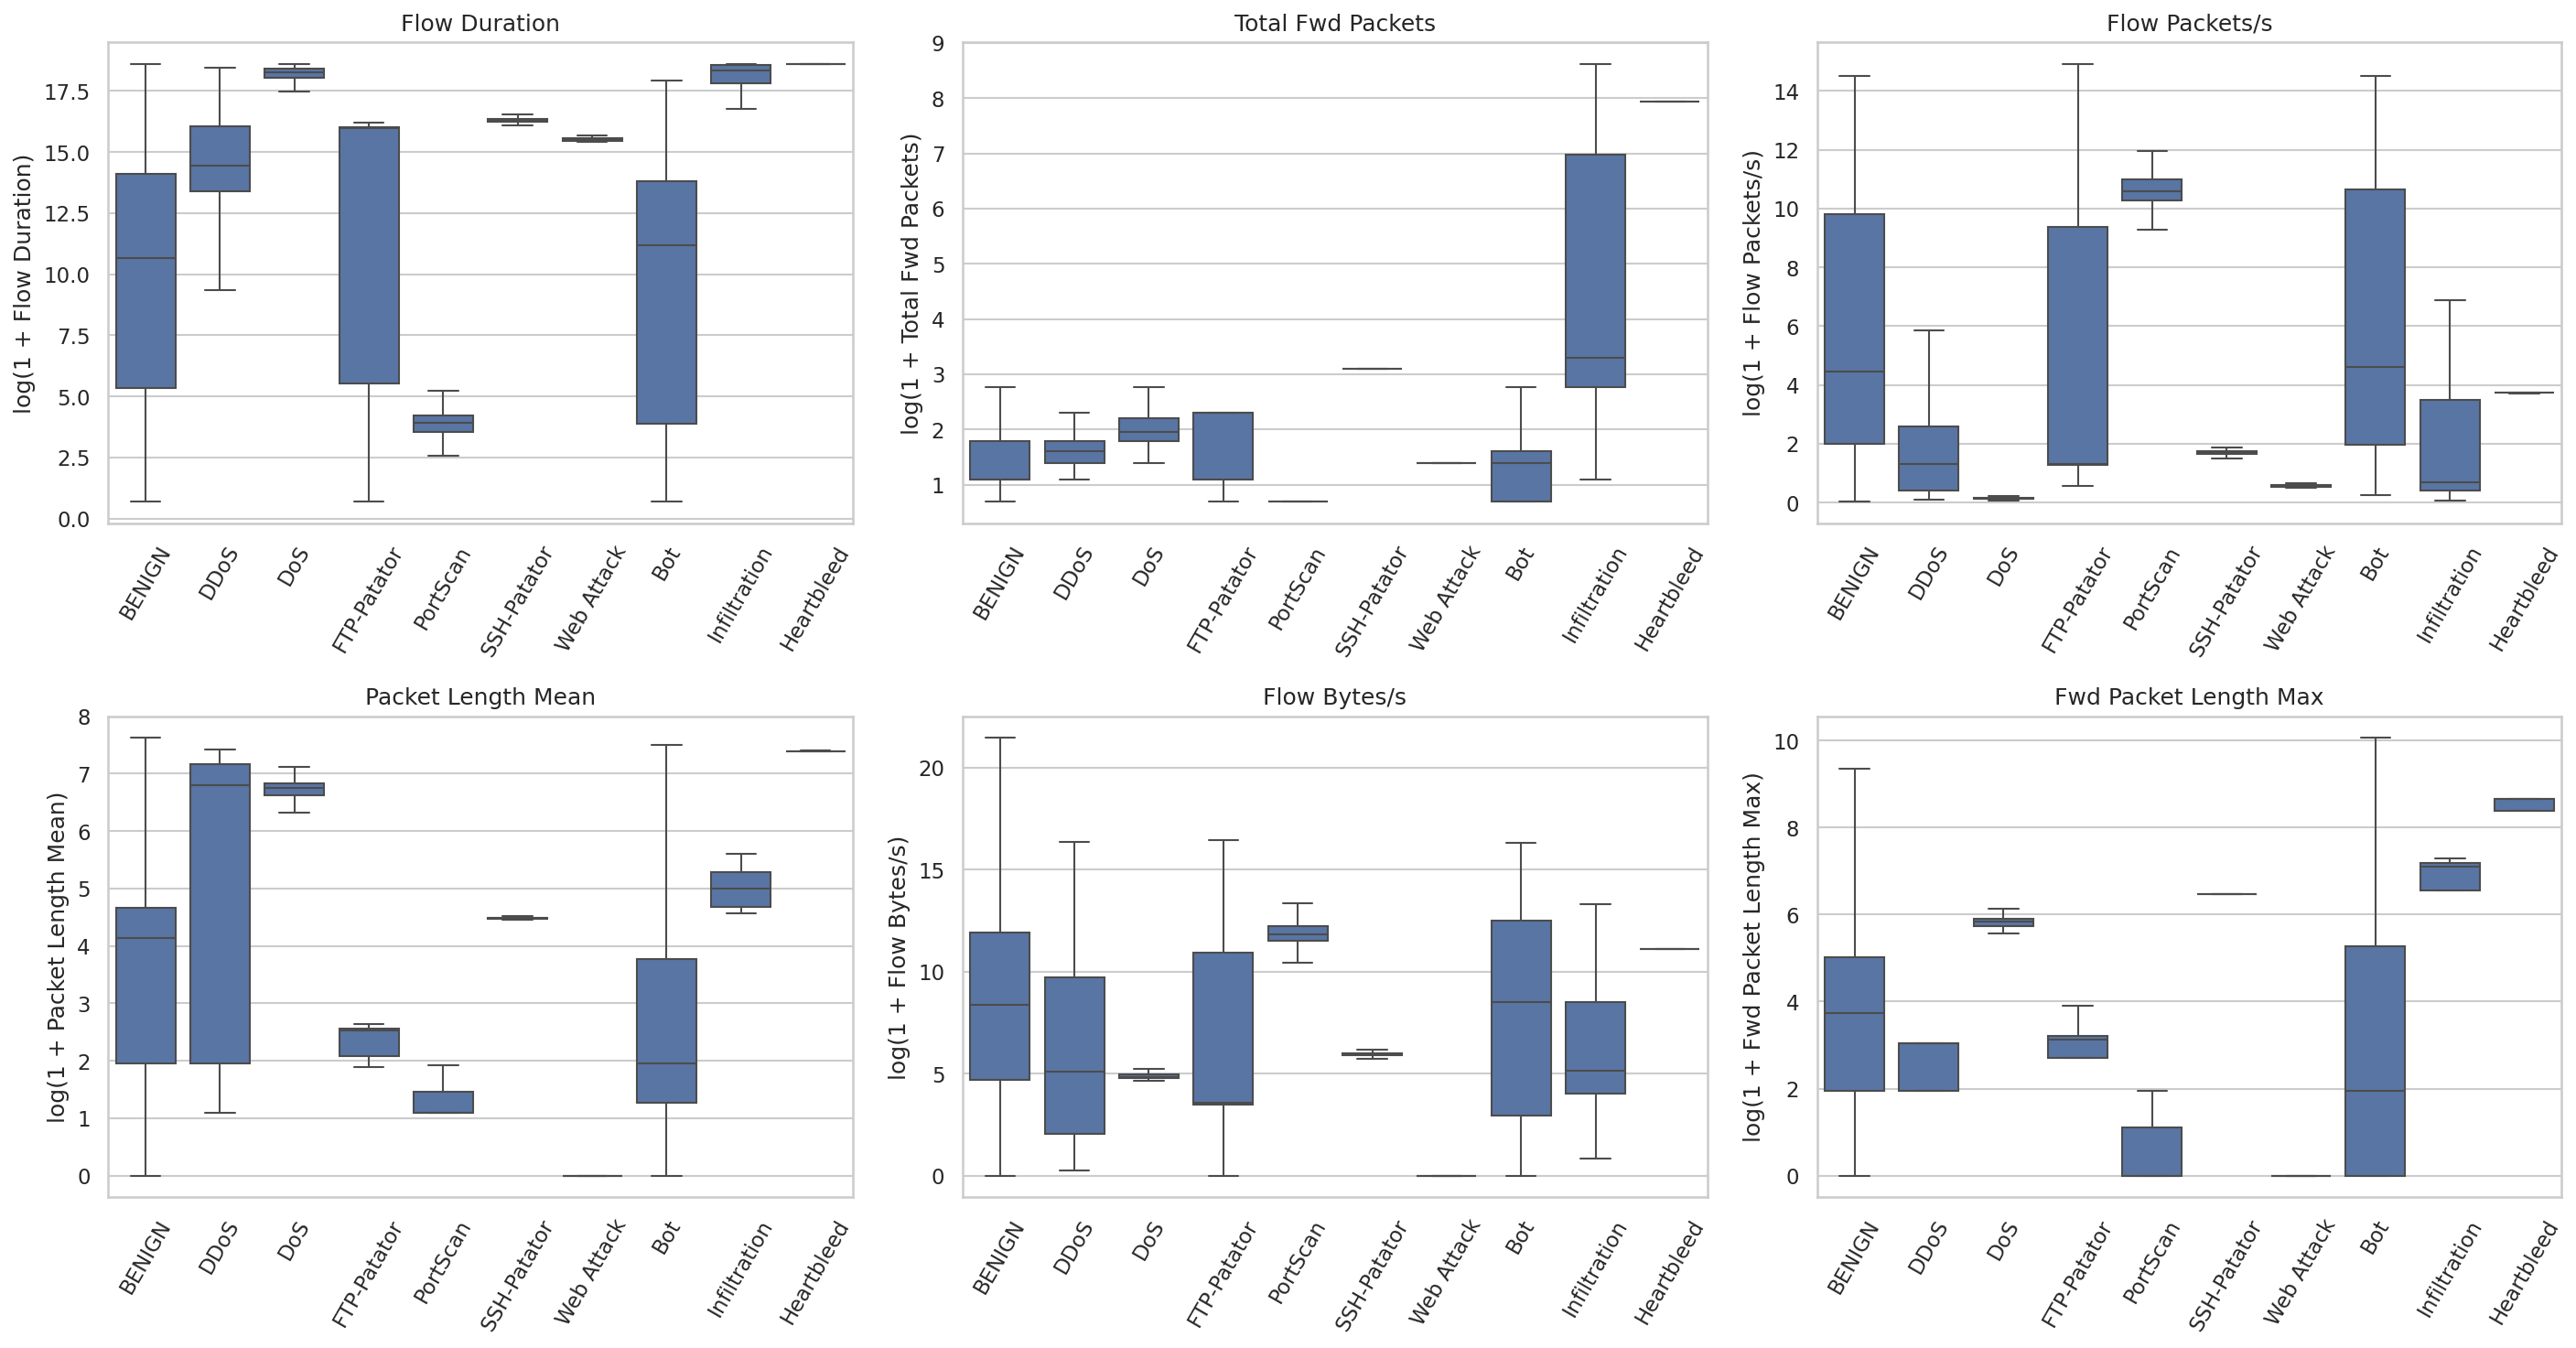 Flow Duration
log(1 + Flow Duration)
17.5
15.0
12.5
10.0
7.5
5.0
2.5
0.0
BENIGN
DDoS
DoS
FTP-Patator
PortScan
SSH-Patator
Web Attack
Bot
Infiltration
Heartbleed
Total Fwd Packets
log(1 + Total Fwd Packets)
9
8
7
6
5
4
3
2
1
BENIGN
DDoS
DoS
FTP-Patator
PortScan
SSH-Patator
Web Attack
Bot
Infiltration
Heartbleed
Flow Packets/s
log(1 + Flow Packets/s)
14
12
10
8
6
4
2
0
BENIGN
DDoS
DoS
FTP-Patator
PortScan
SSH-Patator
Web Attack
Bot
Infiltration
Heartbleed
Packet Length Mean
log(1 + Packet Length Mean)
8
7
6
5
4
3
2
1
0
BENIGN
DDoS
DoS
FTP-Patator
PortScan
SSH-Patator
Web Attack
Bot
Infiltration
Heartbleed
Flow Bytes/s
log(1 + Flow Bytes/s)
20
15
10
5
0
BENIGN
DDoS
DoS
FTP-Patator
PortScan
SSH-Patator
Web Attack
Bot
Infiltration
Heartbleed
Fwd Packet Length Max
log(1 + Fwd Packet Length Max)
10
8
6
4
2
0
BENIGN
DDoS
DoS
FTP-Patator
PortScan
SSH-Patator
Web Attack
Bot
Infiltration
Heartbleed